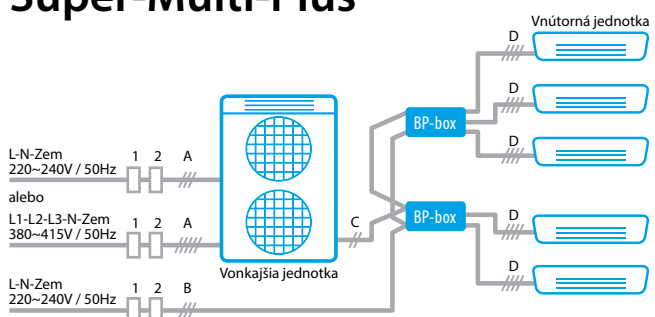 Super-Multi-Plus
Vnútorná jednotka
D
D
D
BP-box
L-N-Zem
220~240V / 50Hz
1 2 A
alebo
L1-L2-L3-N-Zem
380~415V / 50Hz
1 2 A
C
BP-box
D
D
Vonkajšia jednotka
L-N-Zem
220~240V / 50Hz
1 2 B